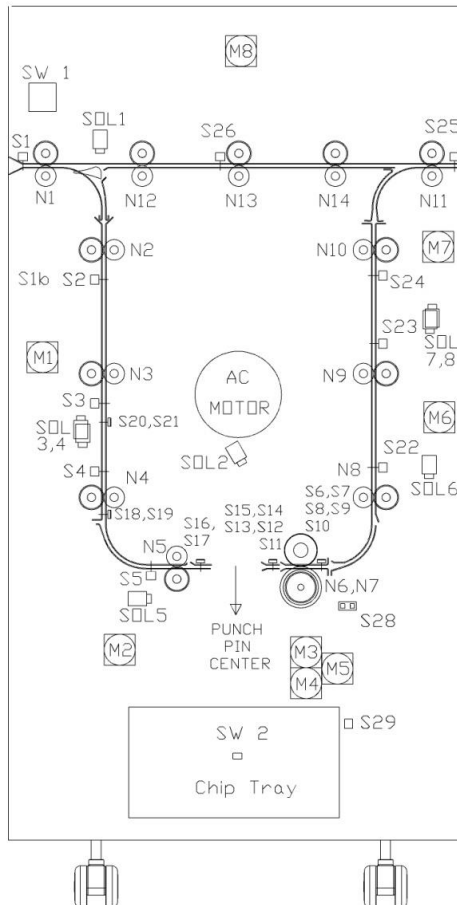 M8
SW 1
S1
SOL1
S26
S25
N1
N12
N13
N14
N11
N2
N10
M7
S1b
S2
S24
S23
SOL
7,8
M1
N3
N9
AC
MOTOR
S3
S20,S21
SOL
3,4
M6
SOL2
S4
N4
N8
S22
SOL6
S18,S19
S6,S7
S8,S9
S10
S16,
S17
S15,S14
S13,S12
S11
N5
S5
N6,N7
SOL5
S28
PUNCH
PIN
CENTER
M2
M3
M5
M4
S29
SW 2
Chip Tray